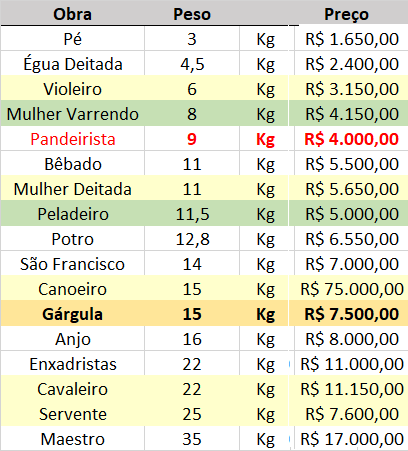 Obra Peso Preço
Pé 3 Kg R$ 1.650,00
Égua Deitada 4,5 Kg R$ 2.400,00
Violeiro 6 Kg R$ 3.150,00
Mulher Varrendo 8 Kg R$ 4.150,00
Pandeirista 9 Kg R$ 4.000,00
Bêbado 11 Kg R$ 5.500,00
Mulher Deitada 11 Kg R$ 5.650,00
Peladeiro 11,5 Kg R$ 5.000,00
Potro 12,8 Kg R$ 6.550,00
São Francisco 14 Kg R$ 7.000,00
Canoeiro 15 Kg R$ 75.000,00
Gárgula 15 Kg R$ 7.500,00
Anjo 16 Kg R$ 8.000,00
Enxadristas 22 Kg R$ 11.000,00
Cavaleiro 22 Kg R$ 11.150,00
Servente 25 Kg R$ 7.600,00
Maestro 35 Kg R$ 17.000,00